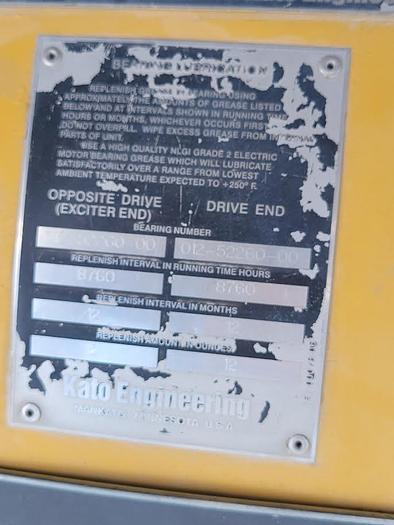 BEARING LUBRICATION
REPLENISH GREASE IN BEARING USING
APPROXIMATELY THE AMOUNTS OF GREASE LISTED
BELOW AND AT INTERVALS SHOWN IN RUNNING TIME
HOURS OR MONTHS, WHICHEVER OCCURS FIRST.
DO NOT OVERFILL. WIPE EXCESS GREASE FROM INTERNAL
PARTS OF UNIT.
USE A HIGH QUALITY NLGI GRADE 2 ELECTRIC
MOTOR BEARING GREASE WHICH WILL LUBRICATE
SATISFACTORILY OVER A RANGE FROM LOWEST
AMBIENT TEMPERATURE EXPECTED TO +250° F.
OPPOSITE DRIVE
(EXCITER END) DRIVE END
BEARING NUMBER
012-52260-00
REPLENISH INTERVAL IN RUNNING TIME HOURS
8760 8760
REPLENISH INTERVAL IN MONTHS
12 12
REPLENISH AMOUNT IN OUNCES
12
Kato Engineering
MANKATO, MINNESOTA U.S.A.